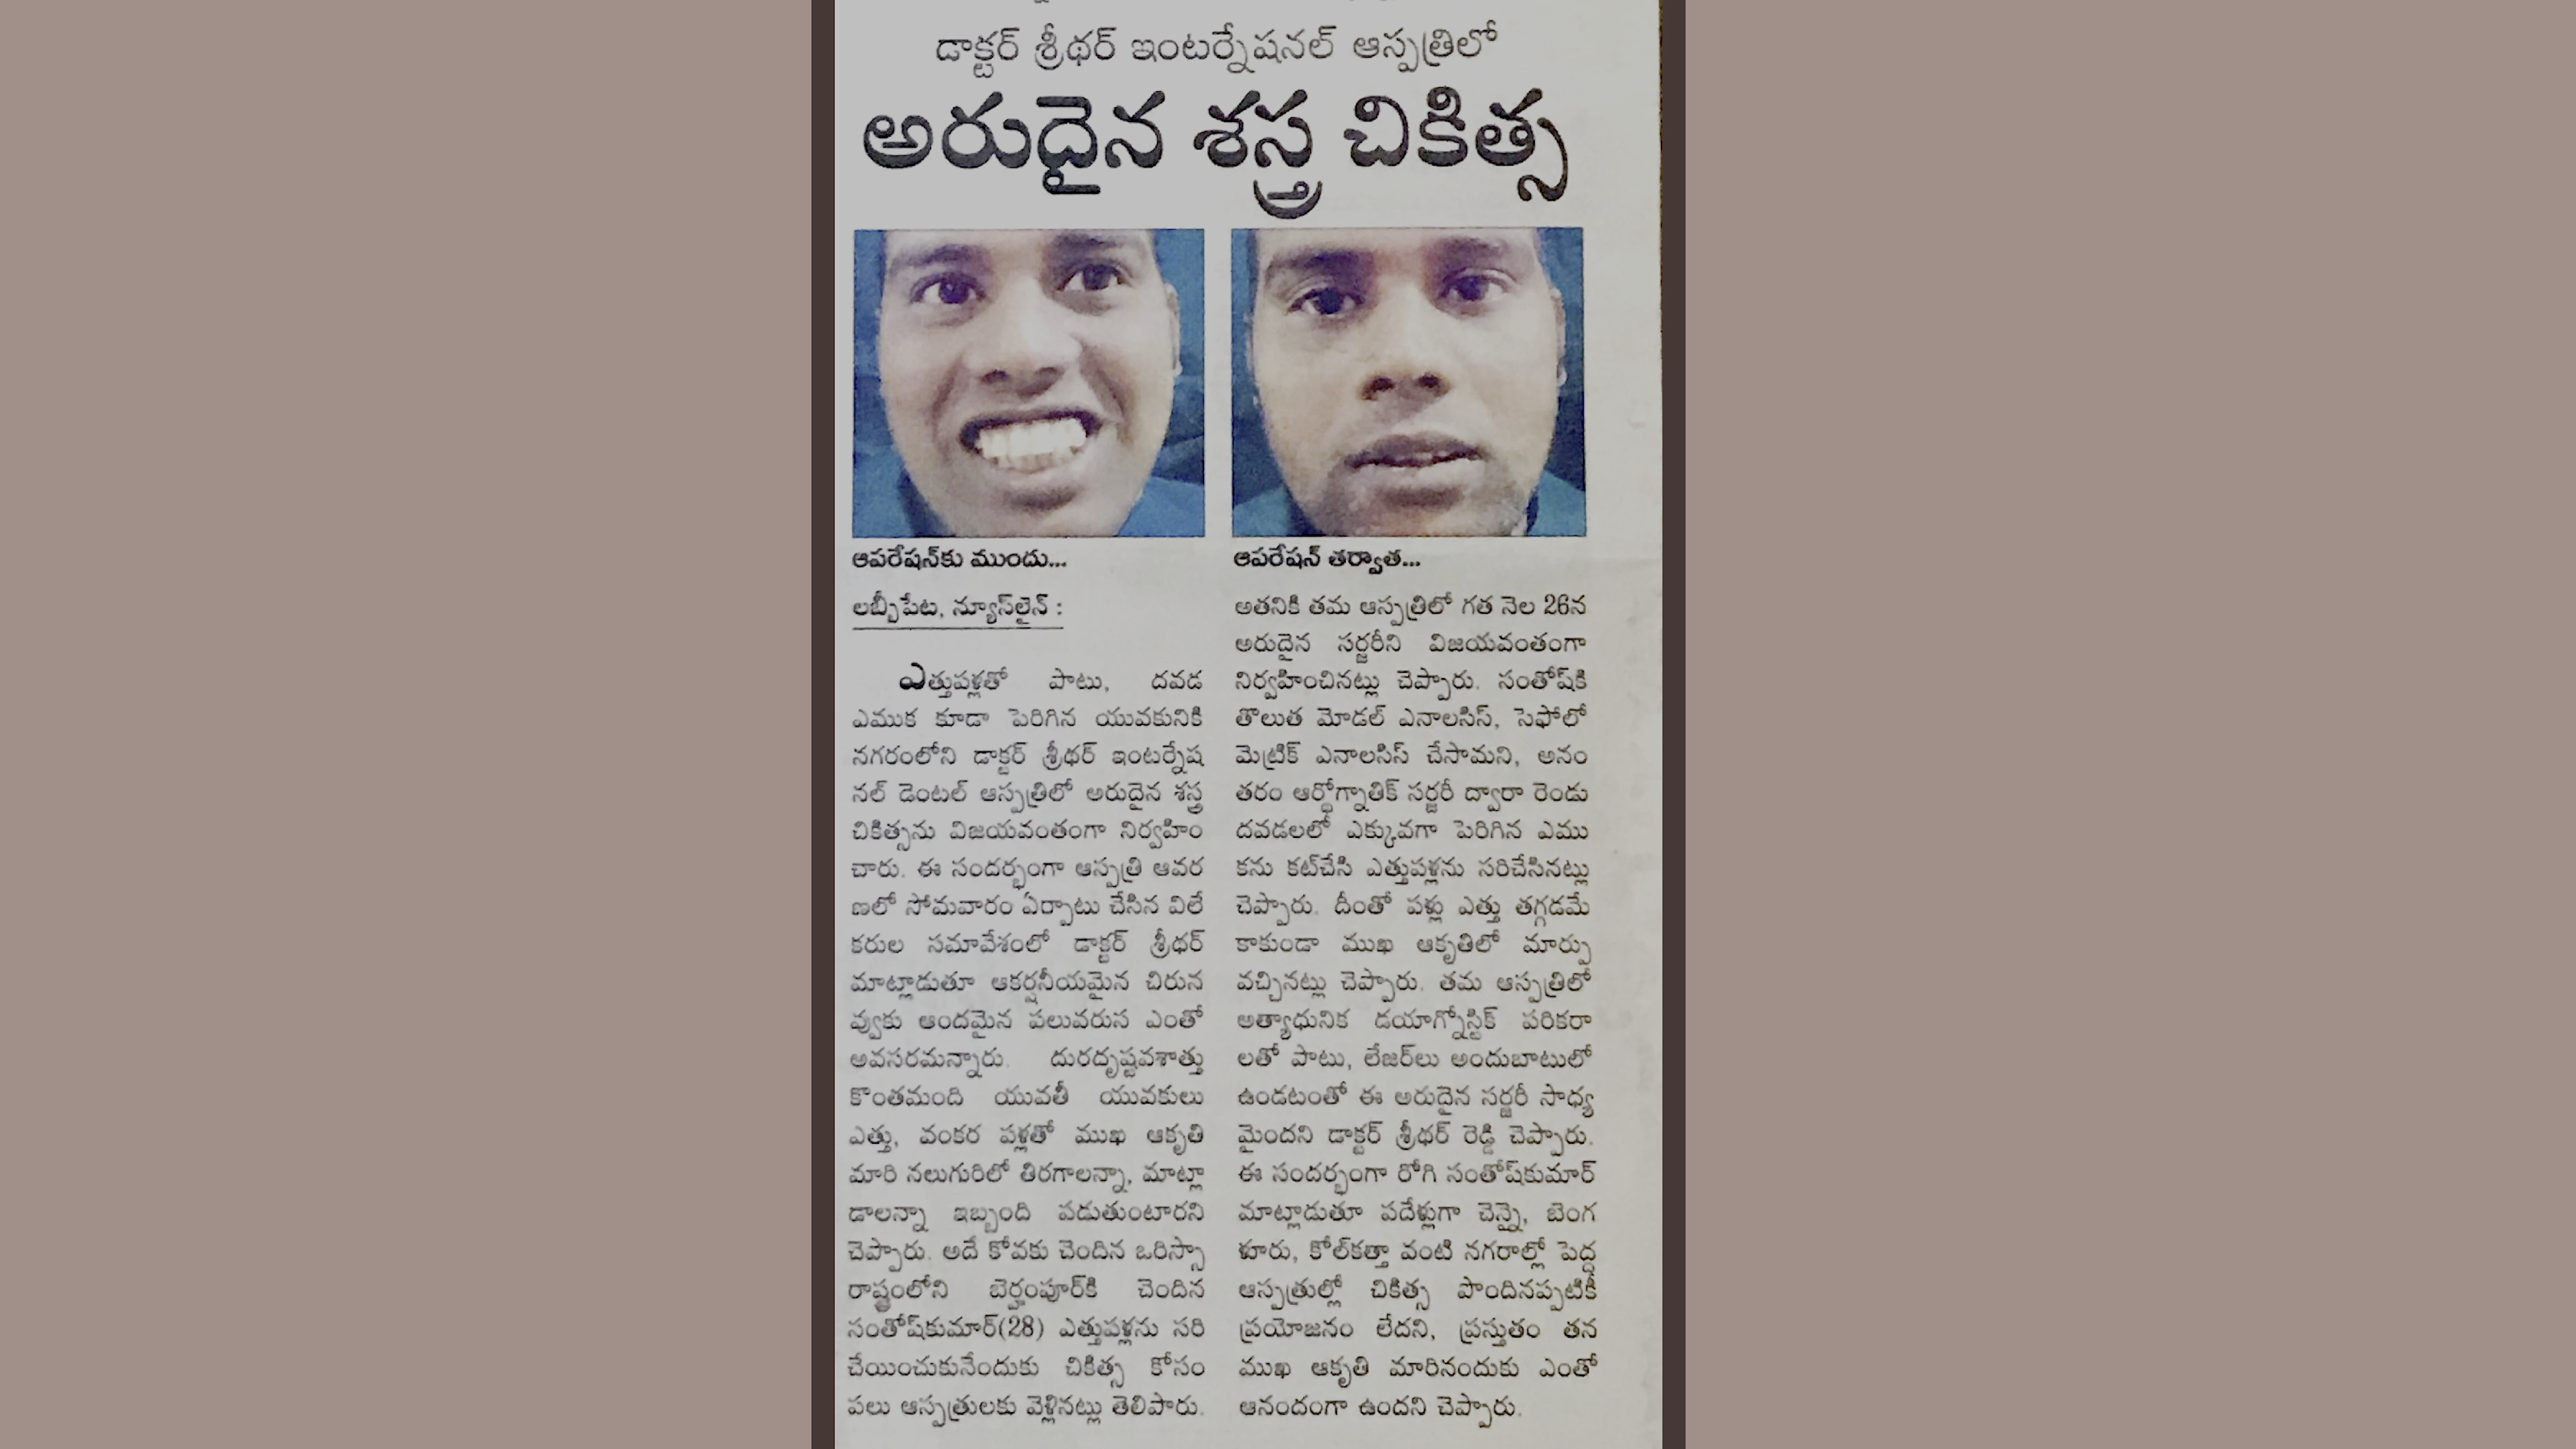 డాక్టర్ శ్రీధర్ ఇంటర్నేషనల్ ఆస్పత్రిలో
అరుదైన శస్త్ర చికిత్స
ఆపరేషన్‌కు ముందు...
ఆపరేషన్ తర్వాత...
లబ్బీపేట, న్యూస్‌లైన్ :
ఎత్తుపళ్లతో పాటు, దవడ
ఎముక కూడా పెరిగిన యువకునికి
నగరంలోని డాక్టర్ శ్రీధర్ ఇంటర్నేష
నల్ డెంటల్ ఆస్పత్రిలో అరుదైన శస్త్ర
చికిత్సను విజయవంతంగా నిర్వహిం
చారు. ఈ సందర్భంగా ఆస్పత్రి ఆవర
ణలో సోమవారం ఏర్పాటు చేసిన విలే
కరుల సమావేశంలో డాక్టర్ శ్రీధర్
మాట్లాడుతూ ఆకర్షనీయమైన చిరున
వ్వుకు ఆందమైన పలువరుస ఎంతో
అవసరమన్నారు. దురదృష్టవశాత్తు
కొంతమంది యువతీ యువకులు
ఎత్తు, వంకర పళ్లతో ముఖ ఆకృతి
మారి నలుగురిలో తిరగాలన్నా, మాట్లా
డాలన్నా ఇబ్బంది పడుతుంటారని
చెప్పారు. అదే కోవకు చెందిన ఒరిస్సా
రాష్ట్రంలోని బెర్హంపూర్‌కి చెందిన
సంతోష్‌కుమార్(28) ఎత్తుపళ్లను సరి
చేయించుకునేందుకు చికిత్స కోసం
పలు ఆస్పత్రులకు వెళ్లినట్లు తెలిపారు.
అతనికి తమ ఆస్పత్రిలో గత నెల 26న
అరుదైన సర్జరీని విజయవంతంగా
నిర్వహించినట్లు చెప్పారు. సంతోష్‌కి
తొలుత మోడల్ ఎనాలసిస్, సెఫోలో
మెట్రిక్ ఎనాలసిస్ చేసామని, అనం
తరం ఆర్థోగ్నాతిక్ సర్జరీ ద్వారా రెండు
దవడలలో ఎక్కువగా పెరిగిన ఎము
కను కట్‌చేసి ఎత్తుపళ్లను సరిచేసినట్లు
చెప్పారు. దీంతో పళ్లు ఎత్తు తగ్గడమే
కాకుండా ముఖ ఆకృతిలో మార్పు
వచ్చినట్లు చెప్పారు. తమ ఆస్పత్రిలో
అత్యాధునిక డయాగ్నోస్టిక్ పరికరా
లతో పాటు, లేజర్‌లు అందుబాటులో
ఉండటంతో ఈ అరుదైన సర్జరీ సాధ్య
మైందని డాక్టర్ శ్రీధర్ రెడ్డి చెప్పారు.
ఈ సందర్భంగా రోగి సంతోష్‌కుమార్
మాట్లాడుతూ పదేళ్లుగా చెన్నై, బెంగ
ళూరు, కోల్‌కత్తా వంటి నగరాల్లో పెద్ద
ఆస్పత్రుల్లో చికిత్స పొందినప్పటికీ
ప్రయోజనం లేదని, ప్రస్తుతం తన
ముఖ ఆకృతి మారినందుకు ఎంతో
ఆనందంగా ఉందని చెప్పారు.